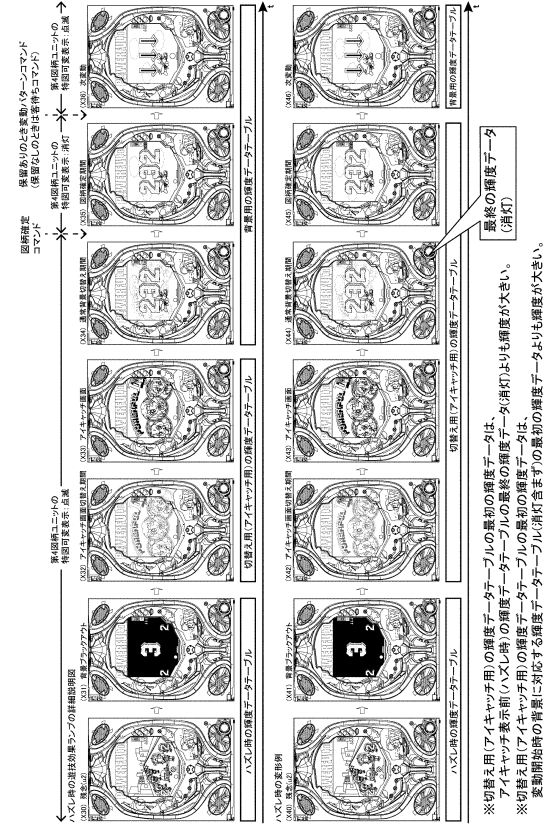 ハズレ時の遊技効果ランプの詳細説明図
第4図柄ユニットの
特図可変表示:点滅
図柄確定
コマンド
第4図柄ユニットの
特図可変表示:消灯
保留ありのとき変動パターンコマンド
(保留なしのときは客待ちコマンド)
第4図柄ユニットの
特図可変表示:点滅
(X30) 残念(u2)
(X31) 背景ブラックアウト
(X32) アイキャッチ画面切替え期間
(X33) アイキャッチ画面
(X34) 通常背景切替え期間
(X35) 図柄確定期間
(X36) 次変動
3
2
2
232
232
↓↓↓
ハズレ時の輝度データテーブル
切替え用(アイキャッチ用)の輝度データテーブル
背景用の輝度データテーブル
t
ハズレ時の変形例
(X40) 残念(u2)
(X41) 背景ブラックアウト
(X42) アイキャッチ画面切替え期間
(X43) アイキャッチ画面
(X44) 通常背景切替え期間
(X45) 図柄確定期間
(X46) 次変動
3
2
2
232
232
↓↓↓
ハズレ時の輝度データテーブル
切替え用(アイキャッチ用)の輝度データテーブル
背景用の輝度データテーブル
t
最終の輝度データ
(消灯)
※切替え用(アイキャッチ用)の輝度データテーブルの最初の輝度データは、
アイキャッチ表示前(ハズレ時)の輝度データテーブルの最終の輝度データ(消灯)よりも輝度が大きい。
※切替え用(アイキャッチ用)の輝度データテーブルの最初の輝度データは、
変動開始時の背景に対応する輝度データテーブル(消灯含まず)の最初の輝度データよりも輝度が大きい。